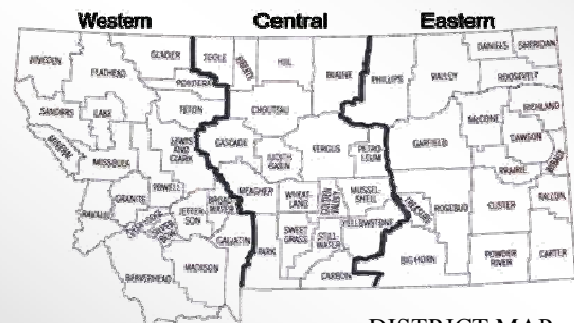 Western Central Eastern
GLACIER TOOLE HILL DANIELS SHERIDAN
LINCOLN FLATHEAD LIBERTY BLAINE PHILLIPS VALLEY ROOSEVELT
PONDERA
SANDERS LAKE TETON CHOUTEAU RICHLAND
McCONE
LEWIS AND CLARK CASCADE FERGUS PETROLEUM GARFIELD DAWSON
MINERAL MISSOULA JUDITH BASIN PRAIRIE WIBAUX
POWELL MEAGHER WHEATLAND MUSSELSHELL
GRANITE BROADWATER TREASURE ROSEBUD CUSTER FALLON
RAVALLI JEFFERSON YELLOWSTONE
GALLATIN PARK SWEET GRASS STILLWATER
MADISON BIG HORN POWDER RIVER CARTER
BEAVERHEAD CARBON
DISTRICT MAP